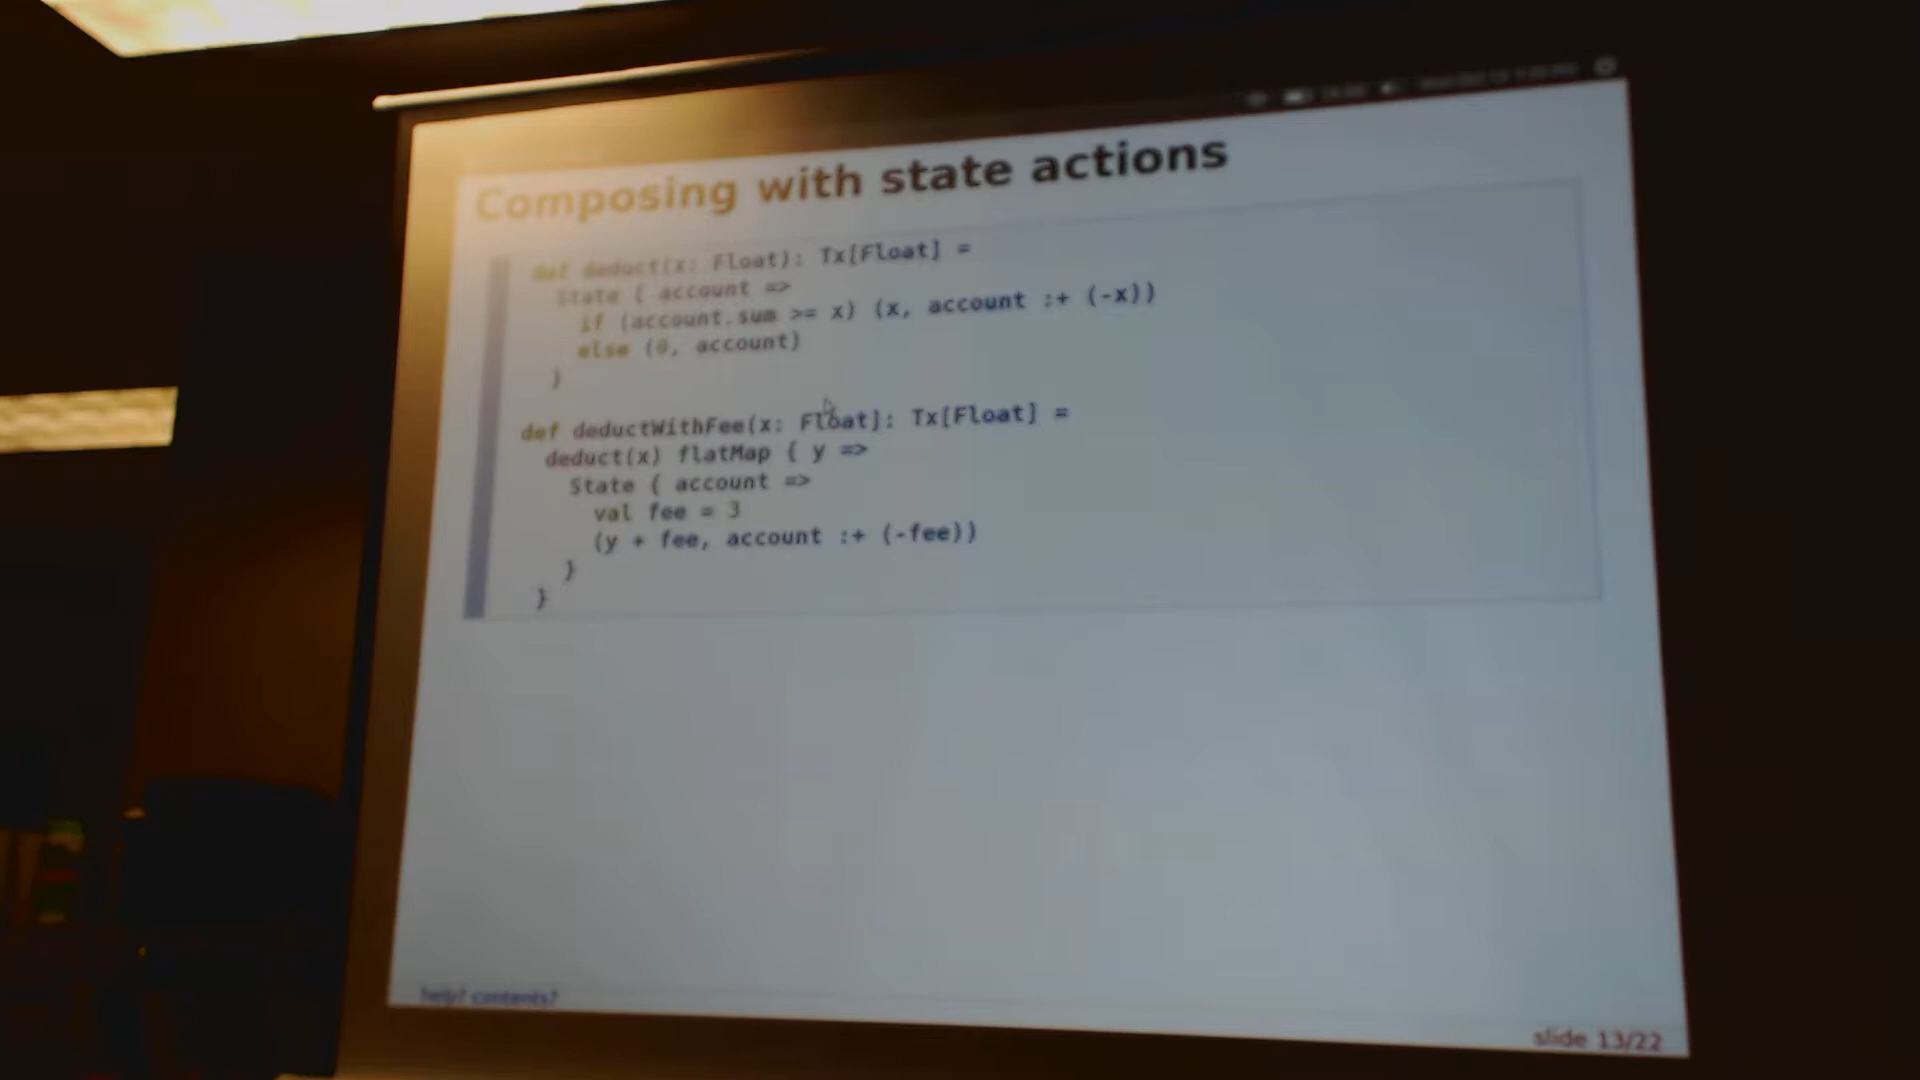 Composing with state actions
def deduct(x: Float): Tx[Float] =
State { account =>
if (account.sum >= x) (x, account :+ (-x))
else (0, account)
}
def deductWithFee(x: Float]: Tx[Float] =
deduct(x) flatMap { y =>
State { account =>
val fee = 3
(y + fee, account :+ (-fee))
}
}
help? contents?
slide 13/22